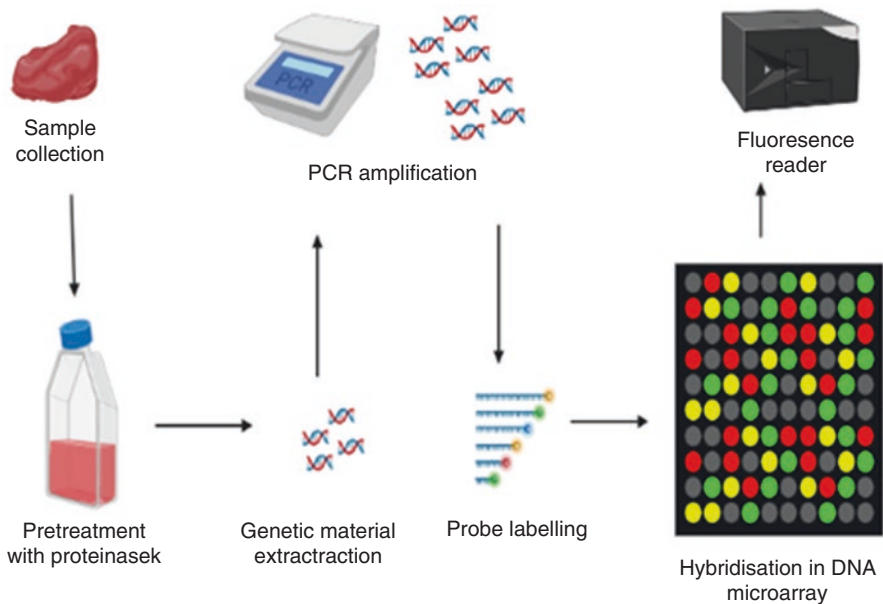 Sample
collection
Pretreatment
with proteinasek
Genetic material
extractraction
PCR
PCR amplification
Probe labelling
Hybridisation in DNA
microarray
Fluoresence
reader